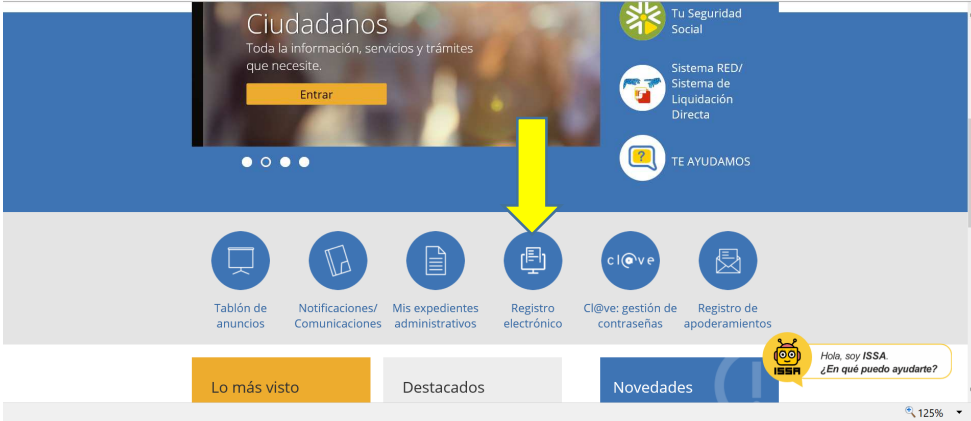 Ciudadanos
Toda la información, servicios y trámites
que necesite.
Entrar
Tu Seguridad
Social
Sistema RED/
Sistema de
Liquidación
Directa
TE AYUDAMOS
Tablón de
anuncios
Notificaciones/
Comunicaciones
Mis expedientes
administrativos
Registro
electrónico
cl@ve
Cl@ve: gestión de
contraseñas
Registro de
apoderamientos
ISSA
Hola, soy ISSA.
¿En qué puedo ayudarte?
Lo más visto
Destacados
Novedades
125%